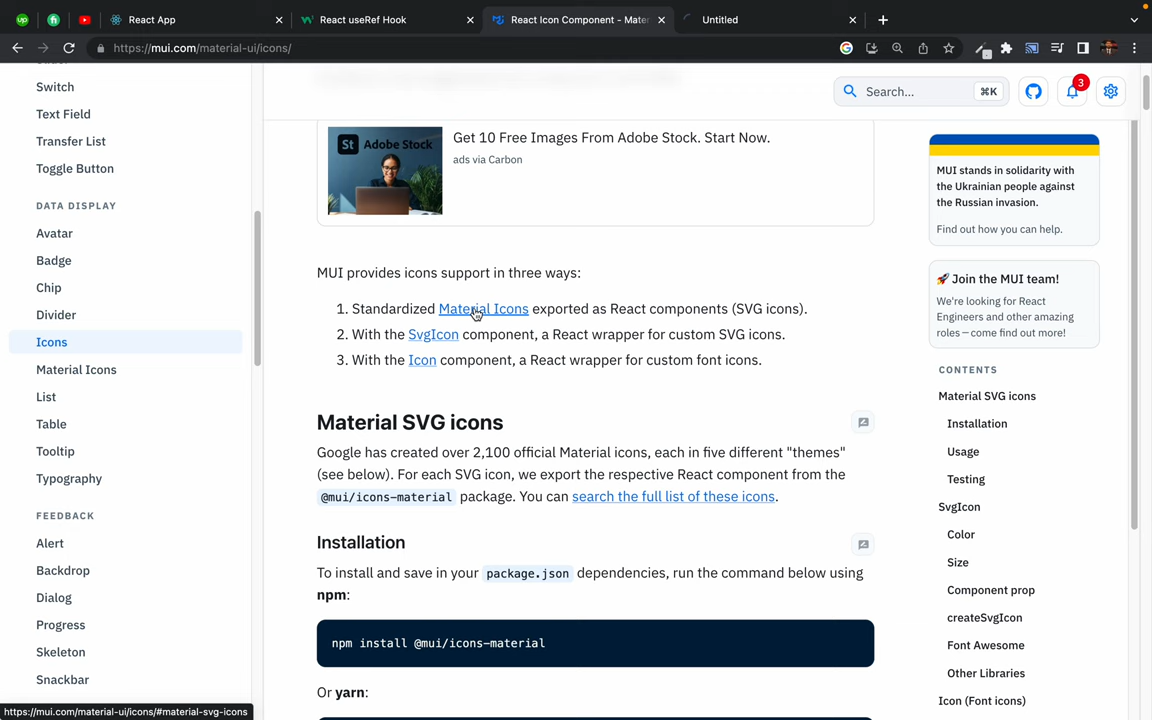 React App
React useRef Hook
React Icon Component - Mater
Untitled
https://mui.com/material-ui/icons/
Switch
Text Field
Transfer List
Toggle Button
DATA DISPLAY
Avatar
Badge
Chip
Divider
Icons
Material Icons
List
Table
Tooltip
Typography
FEEDBACK
Alert
Backdrop
Dialog
Progress
Skeleton
Snackbar
https://mui.com/material-ui/icons/#material-svg-icons
Search...
⌘K
3
St Adobe Stock
Get 10 Free Images From Adobe Stock. Start Now.
ads via Carbon
MUI provides icons support in three ways:
1. Standardized Material Icons exported as React components (SVG icons).
2. With the SvgIcon component, a React wrapper for custom SVG icons.
3. With the Icon component, a React wrapper for custom font icons.
Material SVG icons
Google has created over 2,100 official Material icons, each in five different "themes"
(see below). For each SVG icon, we export the respective React component from the
@mui/icons-material package. You can search the full list of these icons.
Installation
To install and save in your package.json dependencies, run the command below using
npm:
npm install @mui/icons-material
Or yarn:
MUI stands in solidarity with
the Ukrainian people against
the Russian invasion.
Find out how you can help.
🚀 Join the MUI team!
We're looking for React
Engineers and other amazing
roles—come find out more!
CONTENTS
Material SVG icons
Installation
Usage
Testing
SvgIcon
Color
Size
Component prop
createSvgIcon
Font Awesome
Other Libraries
Icon (Font icons)